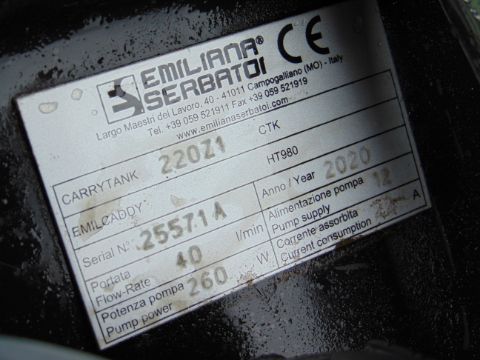 EMILIANA® CE
SERBATOI
Largo Maestri del Lavoro, 40 - 41011 Campogalliano (MO) - Italy
Tel. +39 059 521911 Fax +39 059 521919
www.emilianaserbatoi.com
CARRYTANK 220Z1 CTK
EMILCADDY HT980
Serial N°. 25571A Anno / Year 2020
Portata
Flow-Rate 40 l/min
Alimentazione pompa
Pump supply 12
Potenza pompa
Pump power 260 W
Corrente assorbita
Current consumption A